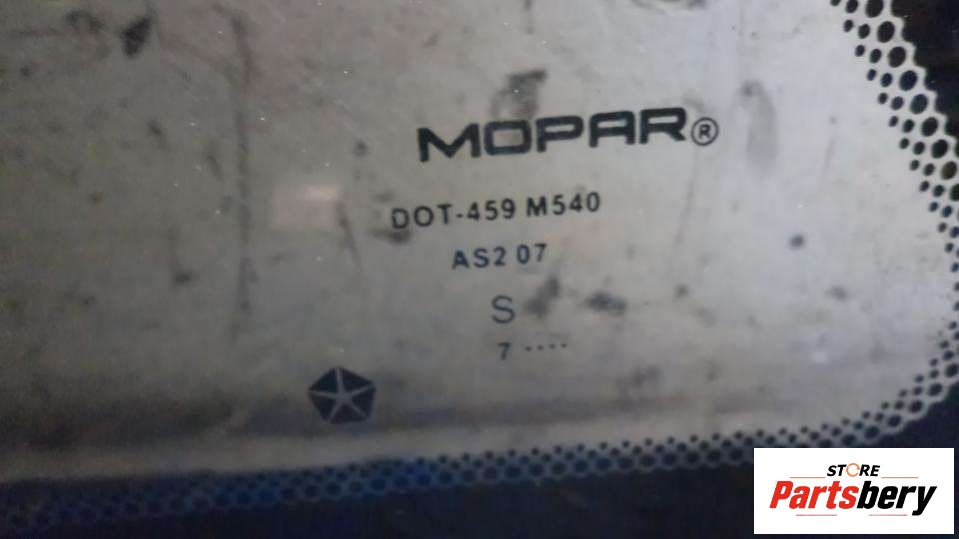 MOPAR®
DOT-459 M540
AS2 07
S
7 ····
STORE
Partsbery